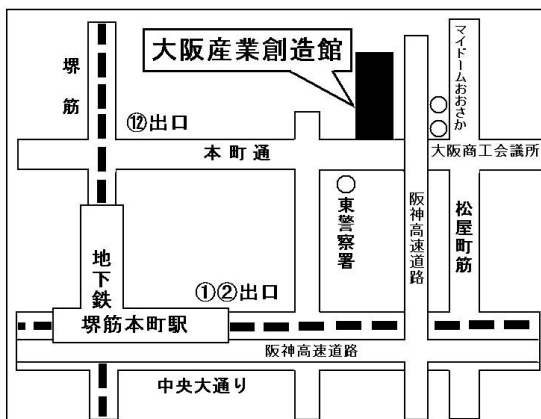 大阪産業創造館
堺筋
マイドームおおさか
⑫出口
本町通
大阪商工会議所
東警察署
阪神高速道路
松屋町筋
地下鉄
①②出口
堺筋本町駅
阪神高速道路
中央大通り